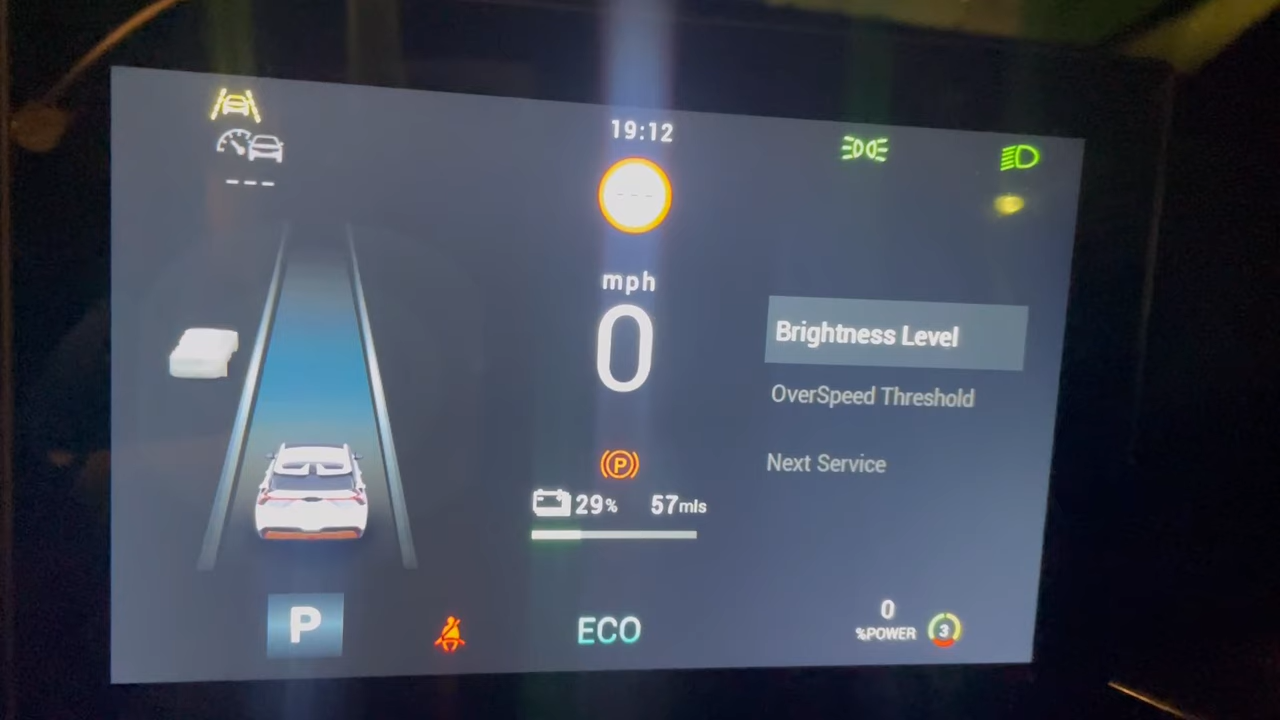 19:12
---
---
mph
0
Brightness Level
OverSpeed Threshold
Next Service
P
29% 57mls
P
ECO
0
%POWER
3